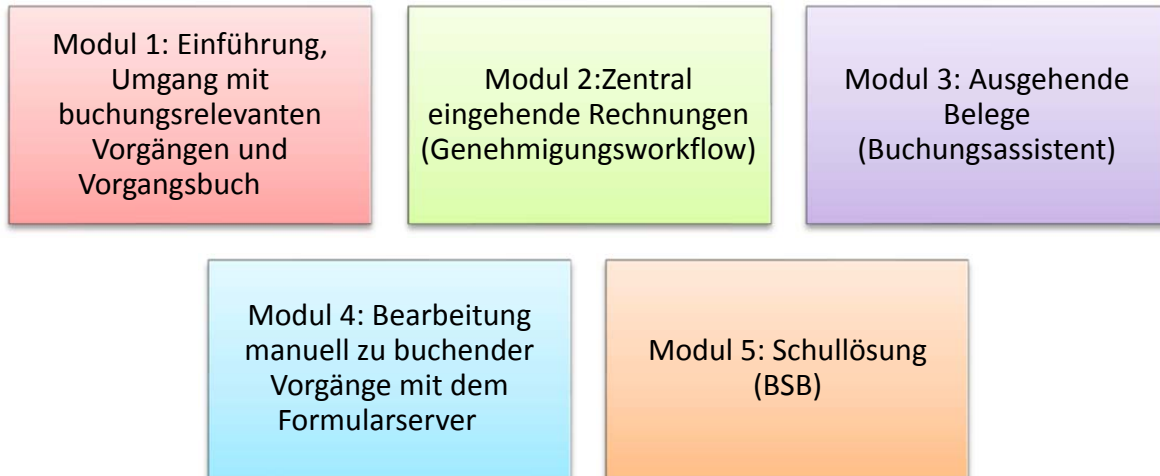 Modul 1: Einführung,
Umgang mit
buchungsrelevanten
Vorgängen und
Vorgangsbuch
Modul 2:Zentral
eingehende Rechnungen
(Genehmigungsworkflow)
Modul 3: Ausgehende
Belege
(Buchungsassistent)
Modul 4: Bearbeitung
manuell zu buchender
Vorgänge mit dem
Formularserver
Modul 5: Schullösung
(BSB)